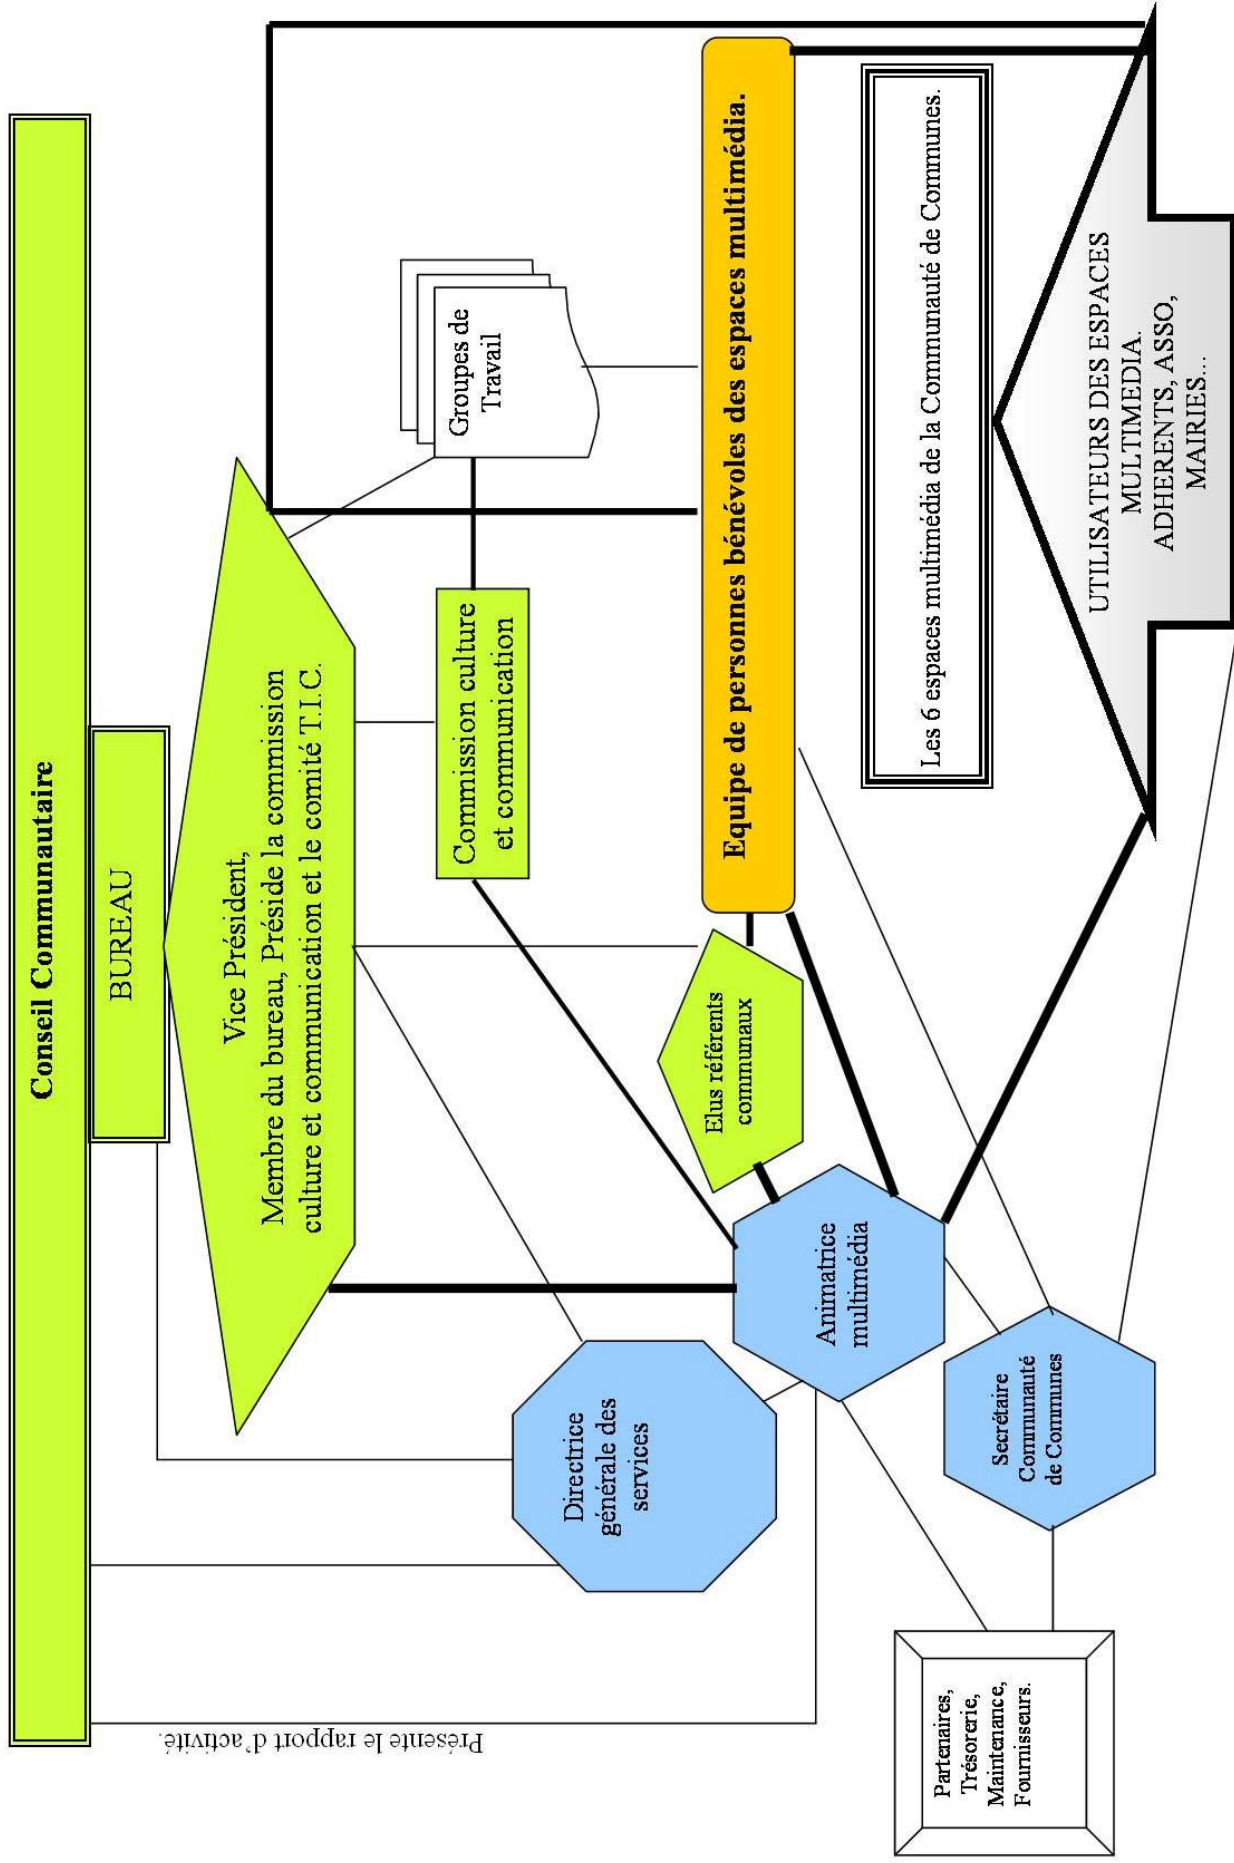 Conseil Communautaire
BUREAU
Vice Président,
Membre du bureau, Préside la commission
culture et communication et le comité T.I.C.
Groupes de
Travail
Commission culture
et communication
Directrice
générale des
services
Elus référents
communaux
Equipe de personnes bénévoles des espaces multimédia.
Animatrice
multimédia
Les 6 espaces multimédia de la Communauté de Communes.
Secrétaire
Communauté
de Communes
Partenaires,
Trésorerie,
Maintenance,
Fournisseurs.
UTILISATEURS DES ESPACES
MULTIMEDIA.
ADHERENTS, ASSO,
MAIRIES...
Présente le rapport d'activité.